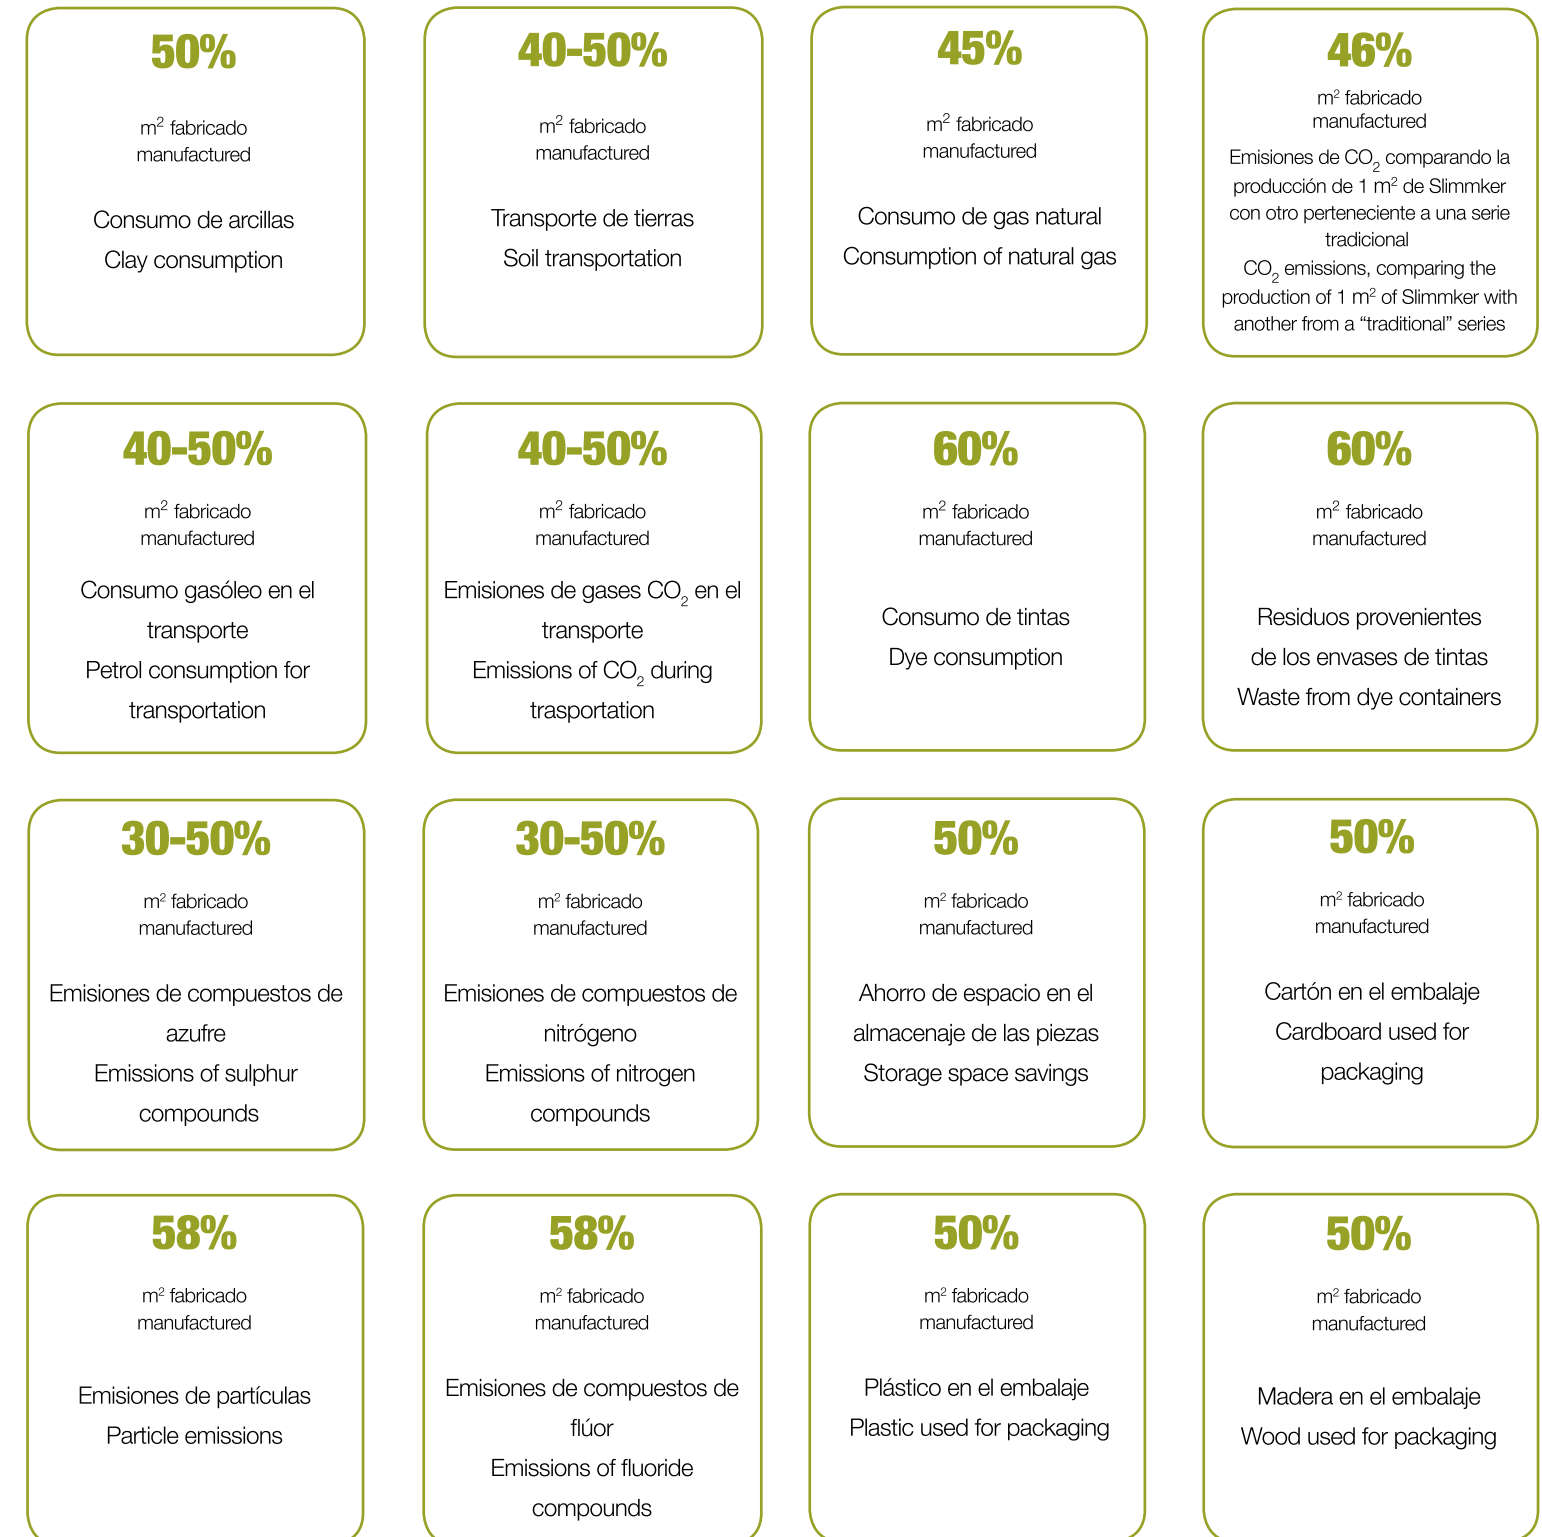 50%
m² fabricado
manufactured
Consumo de arcillas
Clay consumption
40-50%
m² fabricado
manufactured
Transporte de tierras
Soil transportation
45%
m² fabricado
manufactured
Consumo de gas natural
Consumption of natural gas
46%
m² fabricado
manufactured
Emisiones de CO₂ comparando la
producción de 1 m² de Slimmker
con otro perteneciente a una serie
tradicional
CO₂ emissions, comparing the
production of 1 m² of Slimmker with
another from a “traditional” series
40-50%
m² fabricado
manufactured
Consumo gasóleo en el
transporte
Petrol consumption for
transportation
40-50%
m² fabricado
manufactured
Emisiones de gases CO₂ en el
transporte
Emissions of CO₂ during
trasportation
60%
m² fabricado
manufactured
Consumo de tintas
Dye consumption
60%
m² fabricado
manufactured
Residuos provenientes
de los envases de tintas
Waste from dye containers
30-50%
m² fabricado
manufactured
Emisiones de compuestos de
azufre
Emissions of sulphur
compounds
30-50%
m² fabricado
manufactured
Emisiones de compuestos de
nitrógeno
Emissions of nitrogen
compounds
50%
m² fabricado
manufactured
Ahorro de espacio en el
almacenaje de las piezas
Storage space savings
50%
m² fabricado
manufactured
Cartón en el embalaje
Cardboard used for
packaging
58%
m² fabricado
manufactured
Emisiones de partículas
Particle emissions
58%
m² fabricado
manufactured
Emisiones de compuestos de
flúor
Emissions of fluoride
compounds
50%
m² fabricado
manufactured
Plástico en el embalaje
Plastic used for packaging
50%
m² fabricado
manufactured
Madera en el embalaje
Wood used for packaging